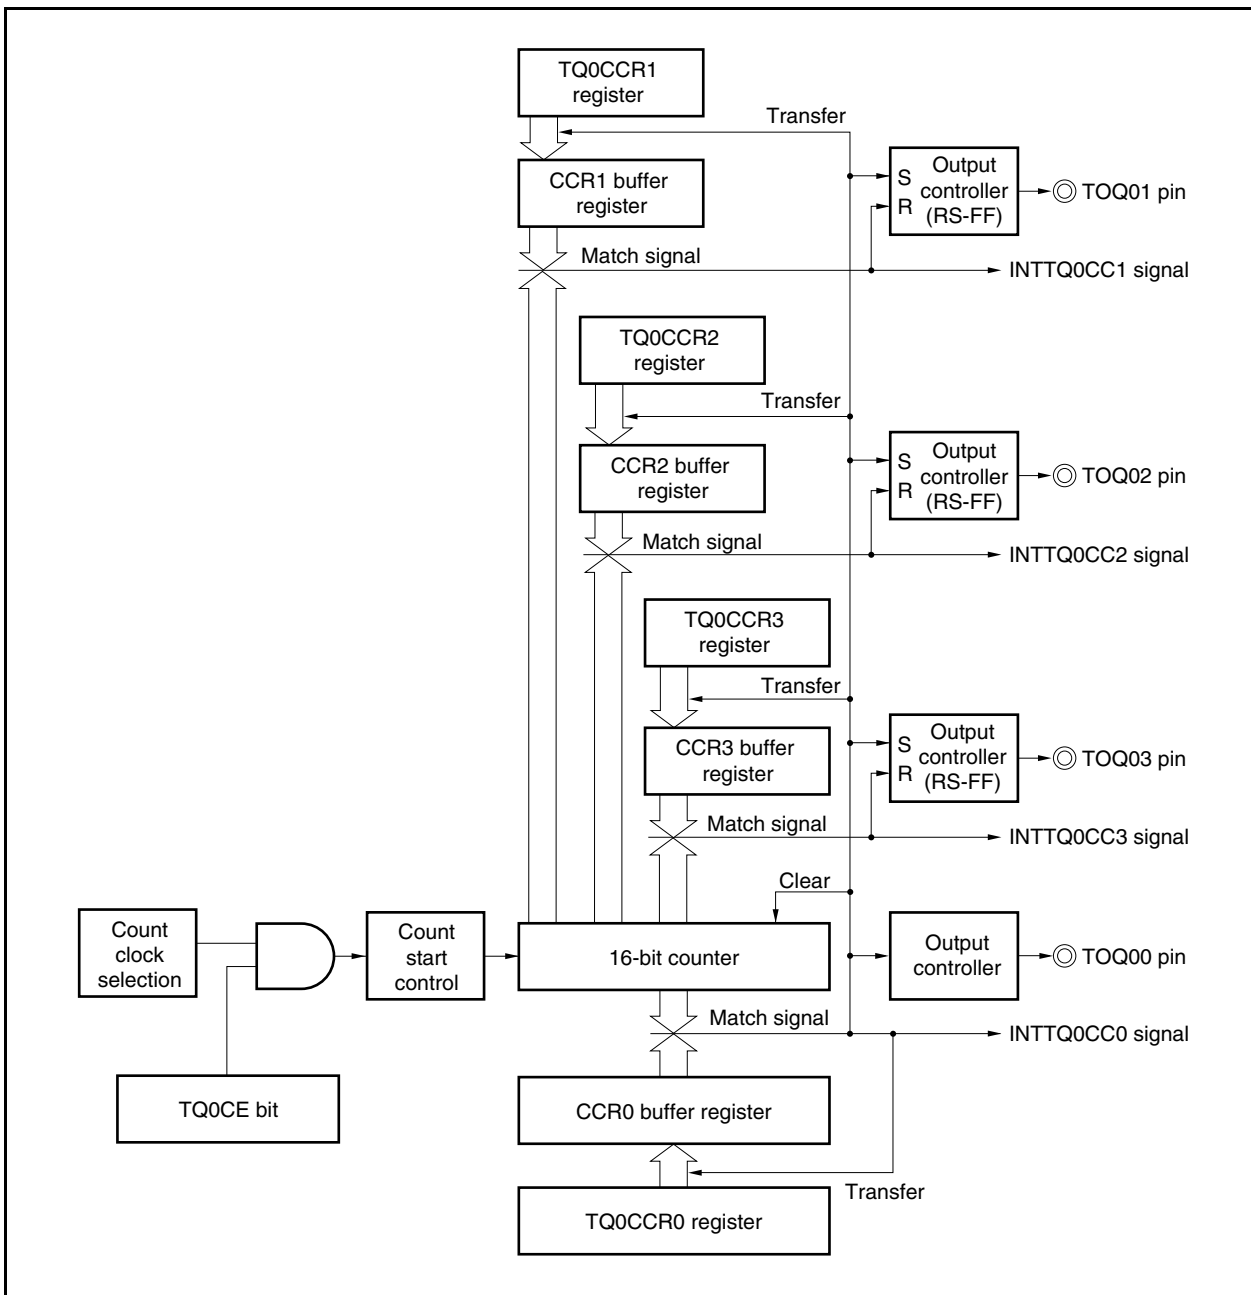 TQ0CCR1
register
Transfer
CCR1 buffer
register
S
R
Output
controller
(RS-FF)
TOQ01 pin
Match signal
INTTQ0CC1 signal
TQ0CCR2
register
Transfer
CCR2 buffer
register
S
R
Output
controller
(RS-FF)
TOQ02 pin
Match signal
INTTQ0CC2 signal
TQ0CCR3
register
Transfer
CCR3 buffer
register
S
R
Output
controller
(RS-FF)
TOQ03 pin
Match signal
INTTQ0CC3 signal
Clear
Count
clock
selection
Count
start
control
16-bit counter
Output
controller
TOQ00 pin
Match signal
INTTQ0CC0 signal
TQ0CE bit
CCR0 buffer register
Transfer
TQ0CCR0 register